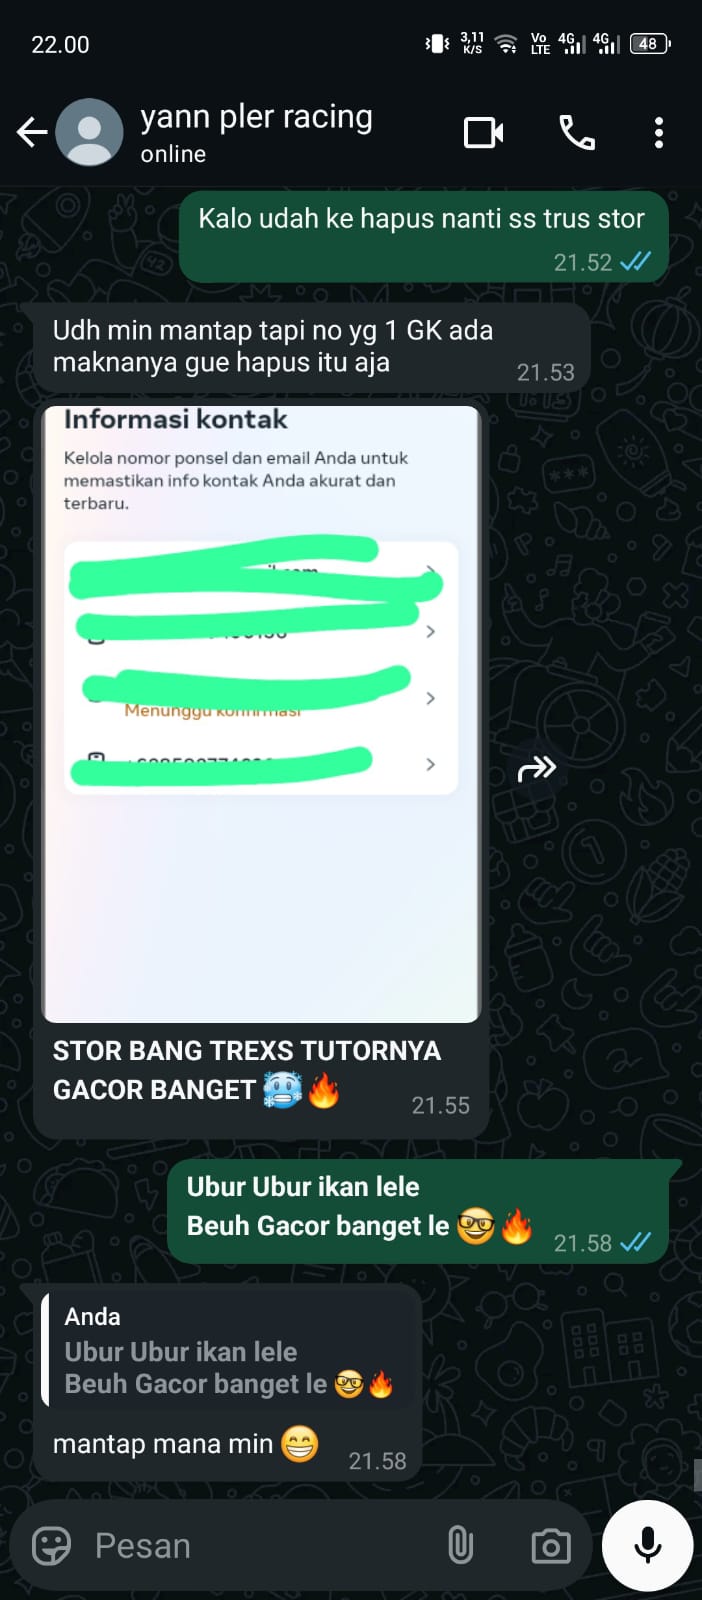 22.00
3,11
K/S
Vo
LTE
4G
4G
48
yann pler racing
online
Kalo udah ke hapus nanti ss trus stor
21.52
Udh min mantap tapi no yg 1 GK ada
maknanya gue hapus itu aja
21.53
Informasi kontak
Kelola nomor ponsel dan email Anda untuk
memastikan info kontak Anda akurat dan
terbaru.
Menunggu konfirmasi
STOR BANG TREXS TUTORNYA
GACOR BANGET 🥶🔥
21.55
Ubur Ubur ikan lele
Beuh Gacor banget le 🤓🔥
21.58
Anda
Ubur Ubur ikan lele
Beuh Gacor banget le 🤓🔥
mantap mana min 😁
21.58
Pesan